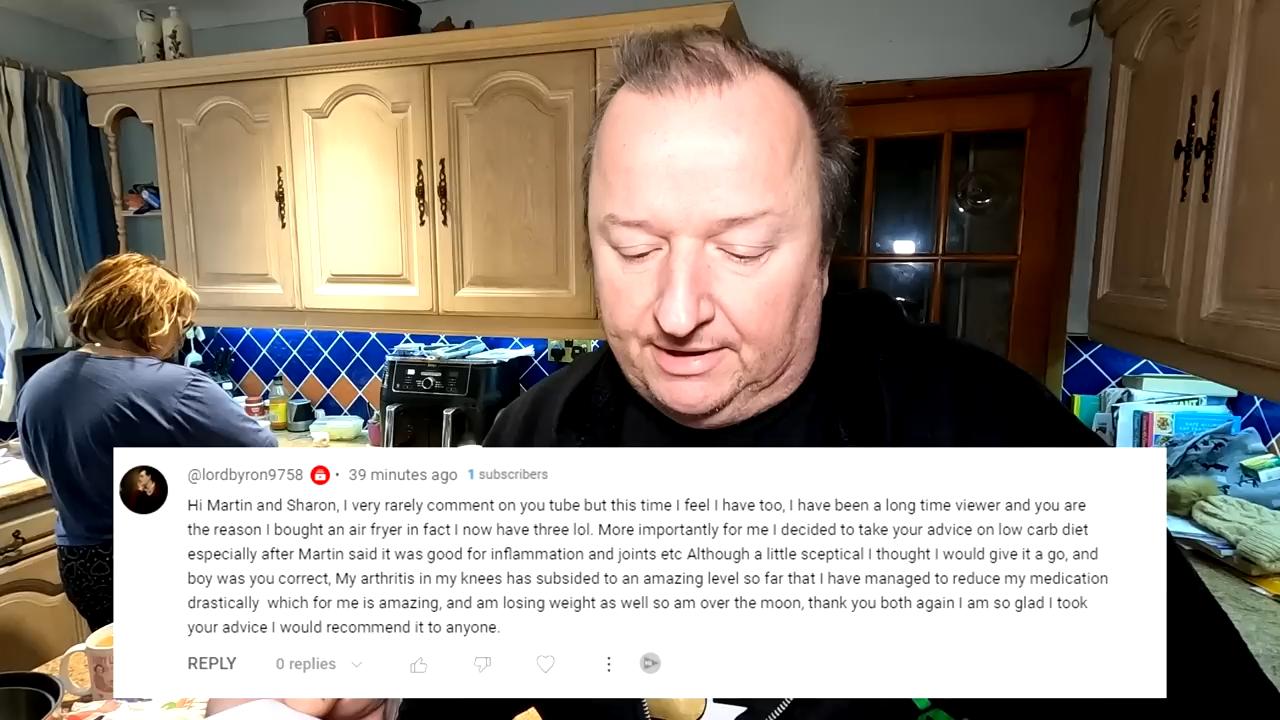 @lordbyron9758 · 39 minutes ago 1 subscribers
Hi Martin and Sharon, I very rarely comment on you tube but this time I feel I have too, I have been a long time viewer and you are
the reason I bought an air fryer in fact I now have three lol. More importantly for me I decided to take your advice on low carb diet
especially after Martin said it was good for inflammation and joints etc Although a little sceptical I thought I would give it a go, and
boy was you correct, My arthritis in my knees has subsided to an amazing level so far that I have managed to reduce my medication
drastically  which for me is amazing, and am losing weight as well so am over the moon, thank you both again I am so glad I took
your advice I would recommend it to anyone.
REPLY 0 replies